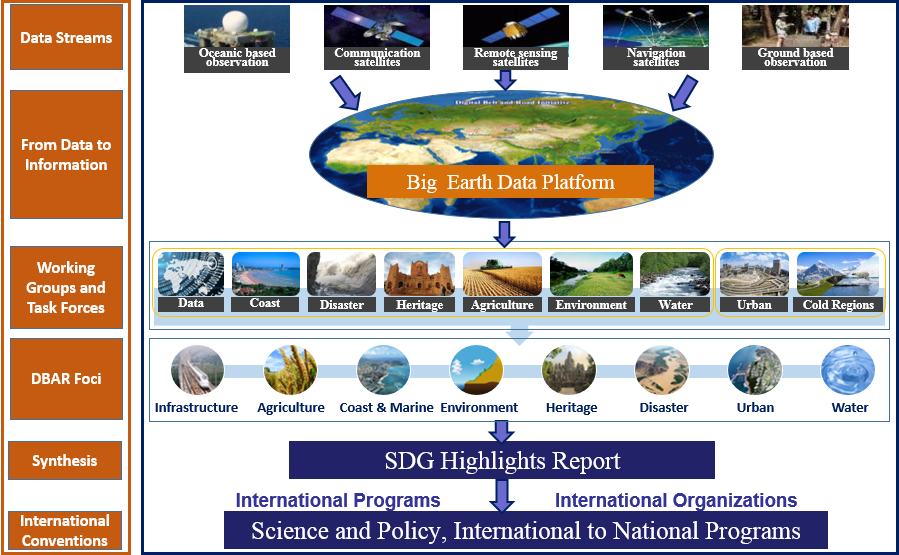 Data Streams
Oceanic based
observation
Communication
satellites
Remote sensing
satellites
Navigation
satellites
Ground based
observation
From Data to
Information
Digital Belt and Road Initiative
Big Earth Data Platform
Working
Groups and
Task Forces
Data
Coast
Disaster
Heritage
Agriculture
Environment
Water
Urban
Cold Regions
DBAR Foci
Infrastructure
Agriculture
Coast & Marine
Environment
Heritage
Disaster
Urban
Water
Synthesis
SDG Highlights Report
International Programs
International Organizations
International
Conventions
Science and Policy, International to National Programs